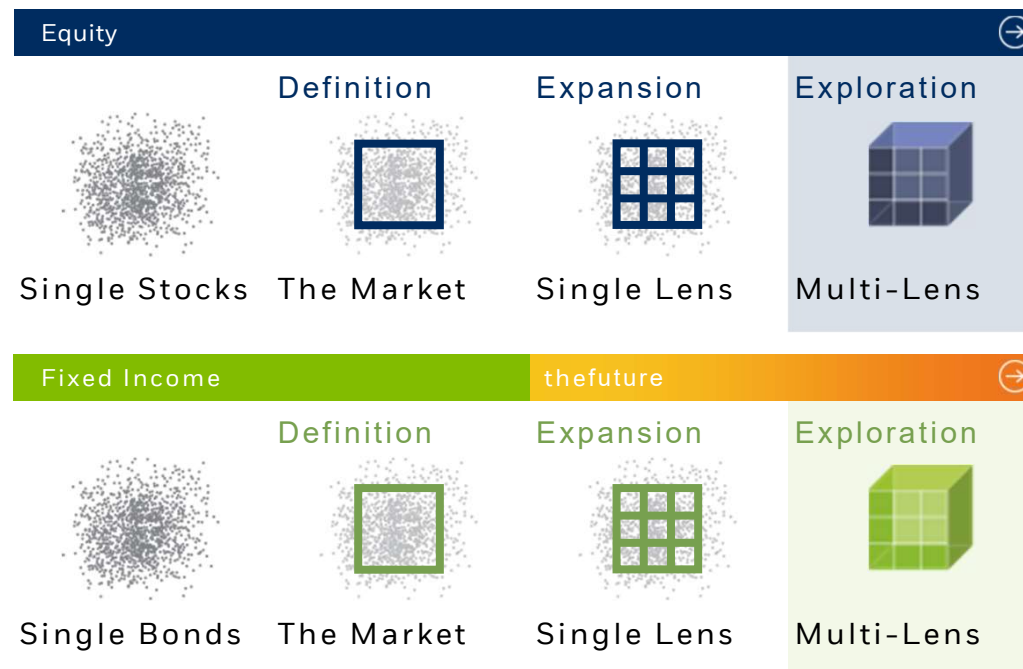 Equity
Definition Expansion Exploration
Single Stocks The Market Single Lens Multi-Lens
Fixed Income thefuture
Definition Expansion Exploration
Single Bonds The Market Single Lens Multi-Lens